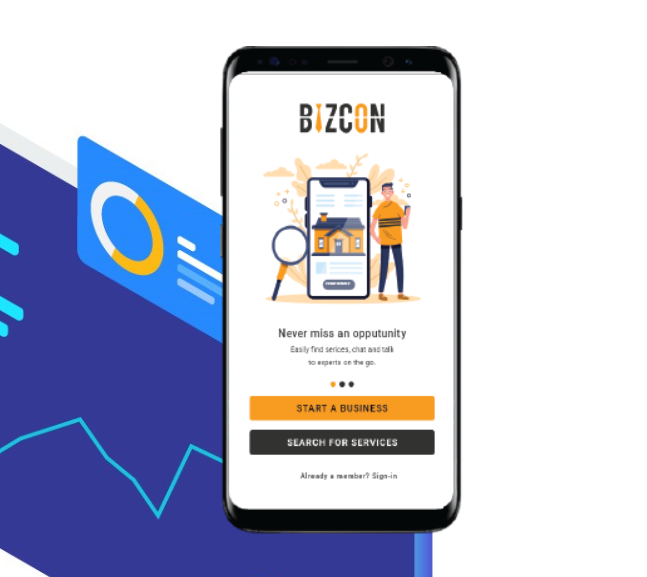 BIZCON
Never miss an opputunity
Easily find serices, chat and talk
to experts on the go.
START A BUSINESS
SEARCH FOR SERVICES
Already a member? Sign-in